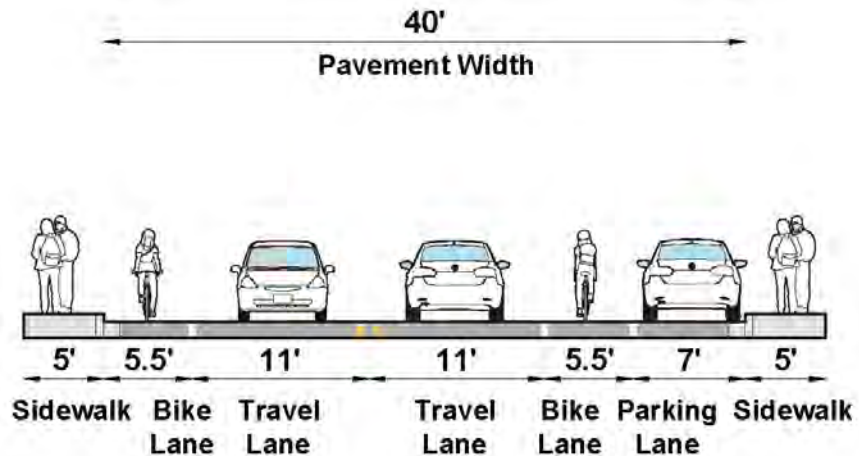 40'
Pavement Width
5' 5.5' 11' 11' 5.5' 7' 5'
Sidewalk Bike Travel Travel Bike Parking Sidewalk
Lane Lane Lane Lane Lane